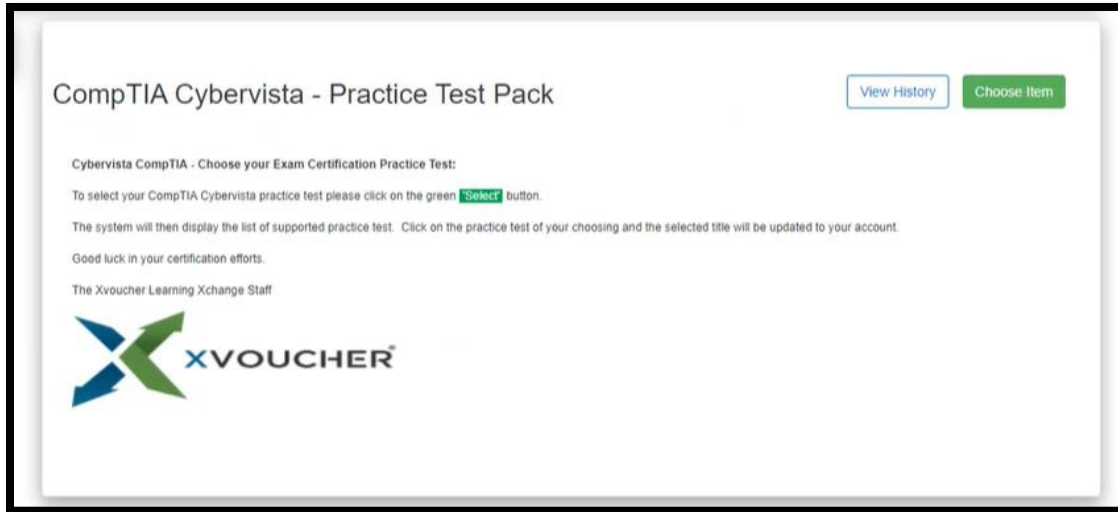 CompTIA Cybervista - Practice Test Pack
View History
Choose Item
Cybervista CompTIA - Choose your Exam Certification Practice Test:
To select your CompTIA Cybervista practice test please click on the green "Select" button.
The system will then display the list of supported practice test. Click on the practice test of your choosing and the selected title will be updated to your account.
Good luck in your certification efforts.
The Xvoucher Learning Xchange Staff
XVOUCHER®